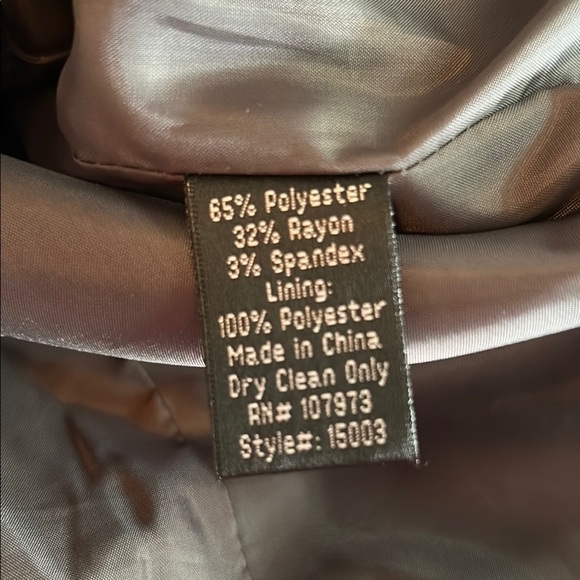 65% Polyester
32% Rayon
3% Spandex
Lining:
100% Polyester
Made in China
Dry Clean Only
RN# 107973
Style#: 15003